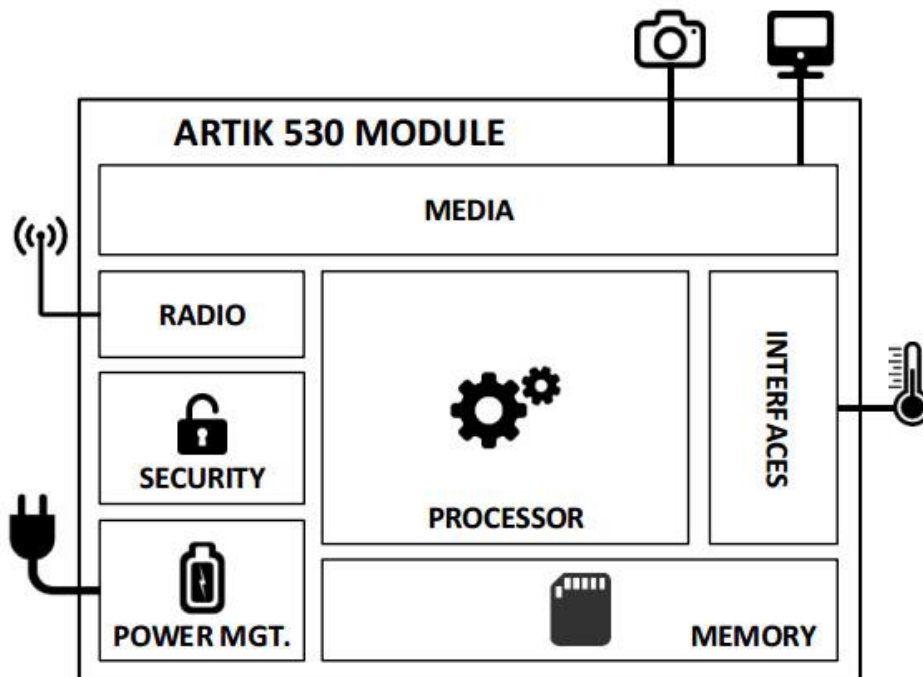 ARTIK 530 MODULE
MEDIA
RADIO
INTERFACES
SECURITY
PROCESSOR
POWER MGT.
MEMORY